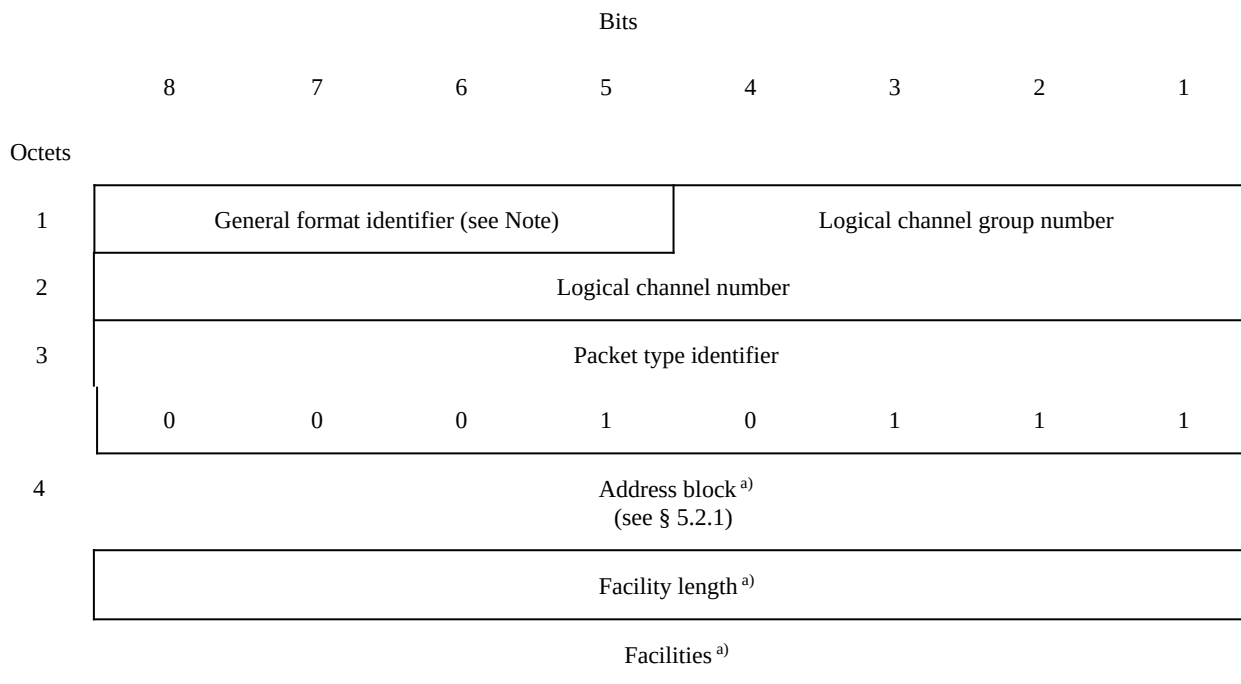 Bits
8 7 6 5 4 3 2 1
Octets
1 General format identifier (see Note) Logical channel group number
2 Logical channel number
3 Packet type identifier
0 0 0 1 0 1 1 1
4 Address block a)
(see § 5.2.1)
Facility length a)
Facilities a)